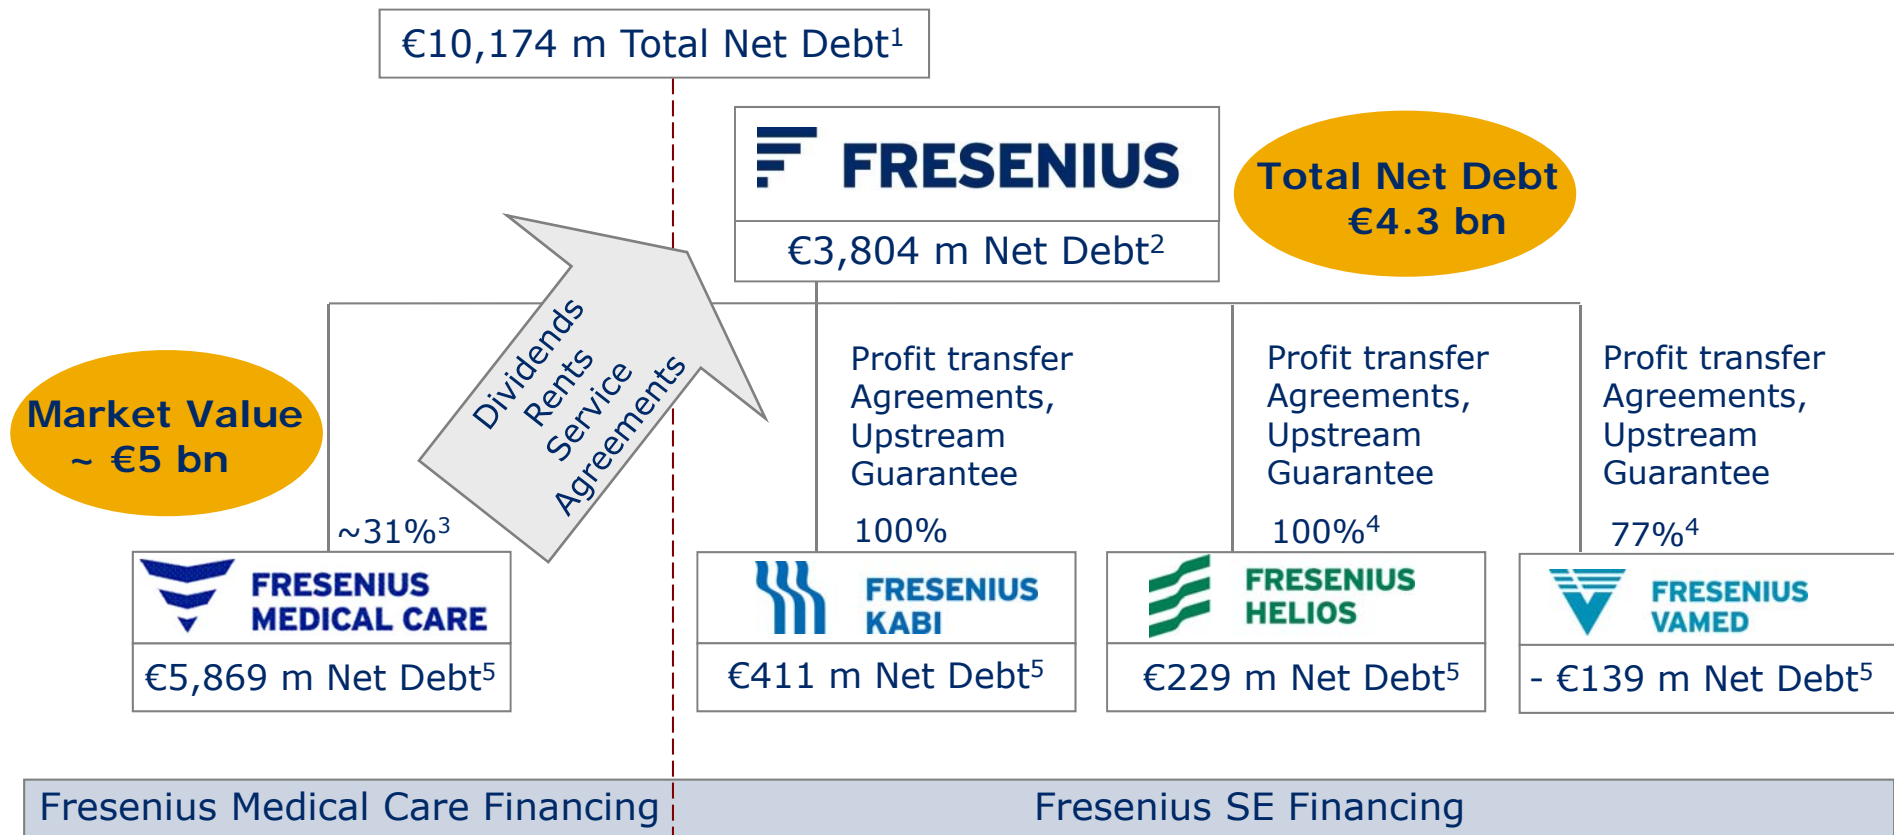 €10,174 m Total Net Debt¹
FRESENIUS
€3,804 m Net Debt²
Total Net Debt
€4.3 bn
Market Value
~ €5 bn
Dividends
Rents
Service
Agreements
~31%³
FRESENIUS
MEDICAL CARE
€5,869 m Net Debt⁵
Profit transfer
Agreements,
Upstream
Guarantee
100%
FRESENIUS
KABI
€411 m Net Debt⁵
Profit transfer
Agreements,
Upstream
Guarantee
100%⁴
FRESENIUS
HELIOS
€229 m Net Debt⁵
Profit transfer
Agreements,
Upstream
Guarantee
77%⁴
FRESENIUS
VAMED
- €139 m Net Debt⁵
Fresenius Medical Care Financing
Fresenius SE Financing